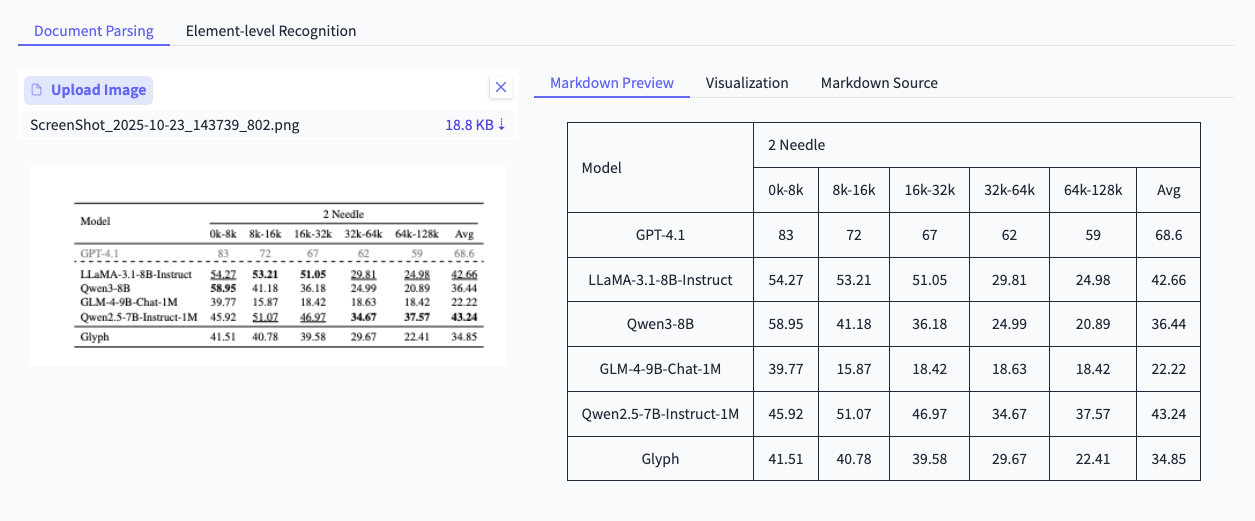 Document Parsing Element-level Recognition
Upload Image
ScreenShot_2025-10-23_143739_802.png 18.8 KB ↓
Model 2 Needle
0k-8k 8k-16k 16k-32k 32k-64k 64k-128k Avg
GPT-4.1 83 72 67 62 59 68.6
LLaMA-3.1-8B-Instruct 54.27 53.21 51.05 29.81 24.98 42.66
Qwen3-8B 58.95 41.18 36.18 24.99 20.89 36.44
GLM-4-9B-Chat-1M 39.77 15.87 18.42 18.63 18.42 22.22
Qwen2.5-7B-Instruct-1M 45.92 51.07 46.97 34.67 37.57 43.24
Glyph 41.51 40.78 39.58 29.67 22.41 34.85
Markdown Preview Visualization Markdown Source
Model 2 Needle
0k-8k 8k-16k 16k-32k 32k-64k 64k-128k Avg
GPT-4.1 83 72 67 62 59 68.6
LLaMA-3.1-8B-Instruct 54.27 53.21 51.05 29.81 24.98 42.66
Qwen3-8B 58.95 41.18 36.18 24.99 20.89 36.44
GLM-4-9B-Chat-1M 39.77 15.87 18.42 18.63 18.42 22.22
Qwen2.5-7B-Instruct-1M 45.92 51.07 46.97 34.67 37.57 43.24
Glyph 41.51 40.78 39.58 29.67 22.41 34.85